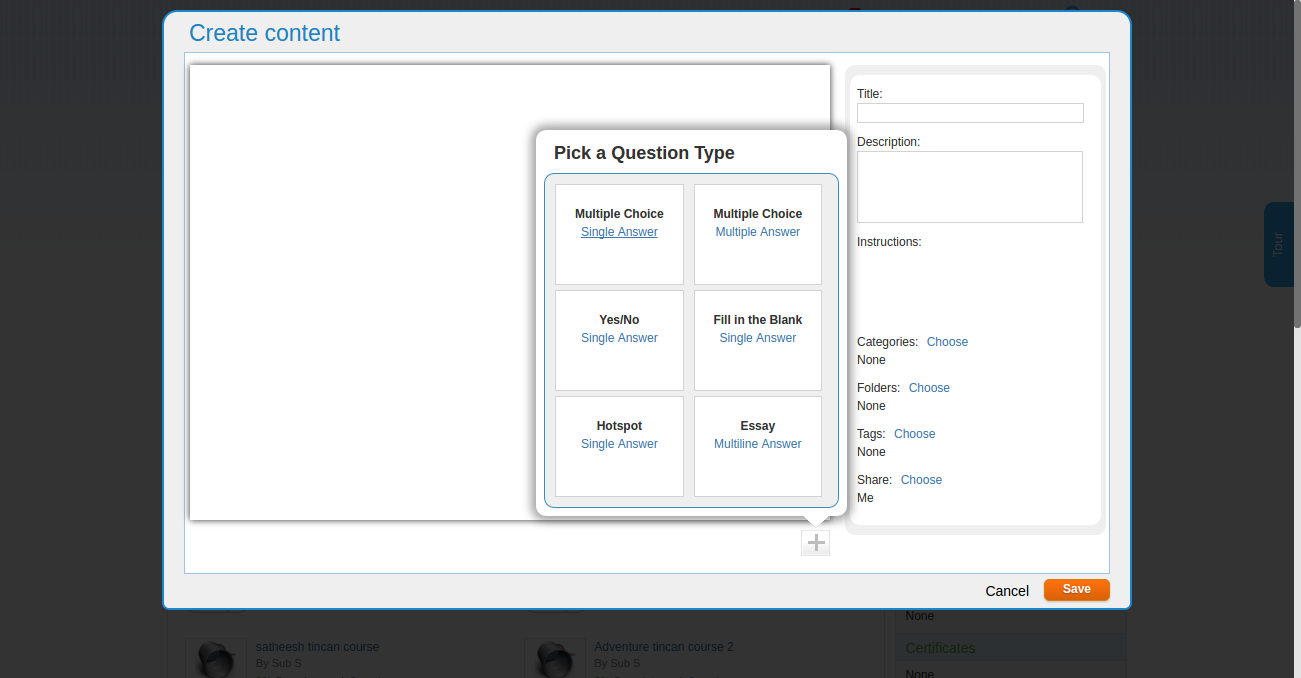 Create content
Pick a Question Type
Multiple Choice
Single Answer
Multiple Choice
Multiple Answer
Yes/No
Single Answer
Fill in the Blank
Single Answer
Hotspot
Single Answer
Essay
Multiline Answer
Title:
Description:
Instructions:
Categories: Choose
None
Folders: Choose
None
Tags: Choose
None
Share: Choose
Me
Cancel
Save
Tour
satheesh tincan course
By Sub S
Adventure tincan course 2
By Sub S
None
Certificates
None